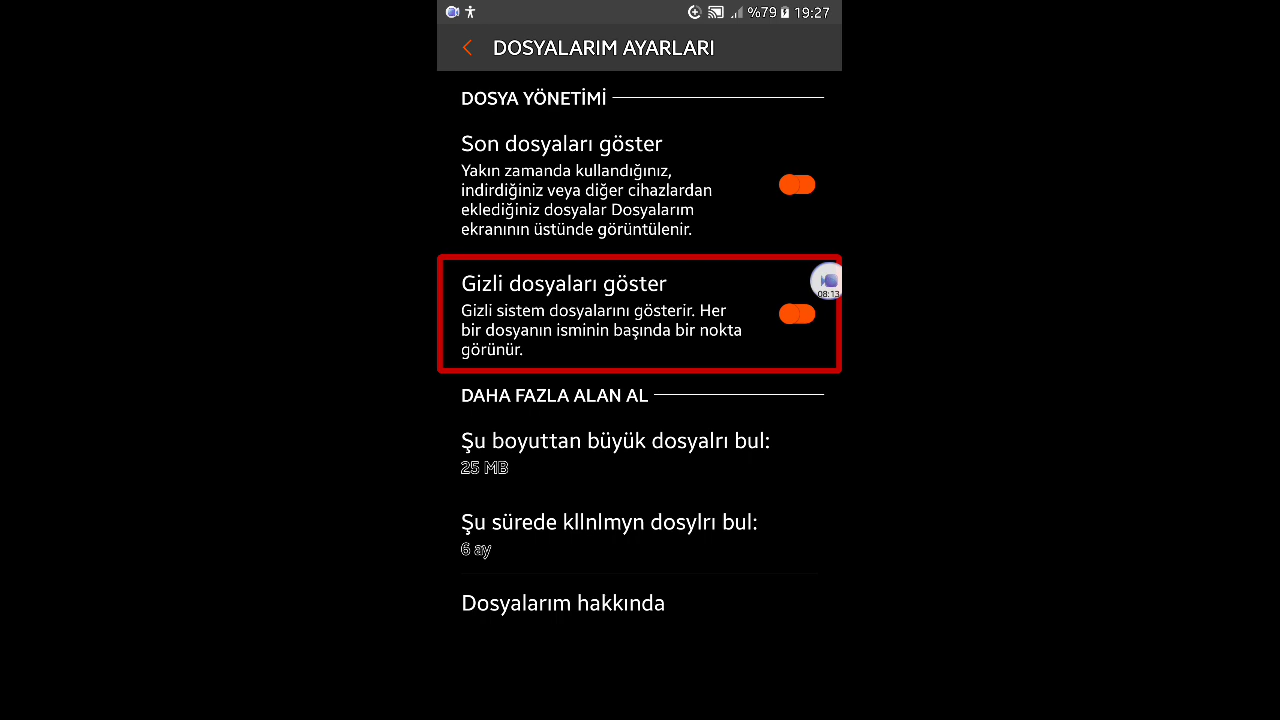 %79 19:27
DOSYALARIM AYARLARI
DOSYA YÖNETİMİ
Son dosyaları göster
Yakın zamanda kullandığınız,
indirdiğiniz veya diğer cihazlardan
eklediğiniz dosyalar Dosyalarım
ekranının üstünde görüntülenir.
Gizli dosyaları göster
08:13
Gizli sistem dosyalarını gösterir. Her
bir dosyanın isminin başında bir nokta
görünür.
DAHA FAZLA ALAN AL
Şu boyuttan büyük dosyalrı bul:
25 MB
Şu sürede kllnlmyn dosylrı bul:
6 ay
Dosyalarım hakkında